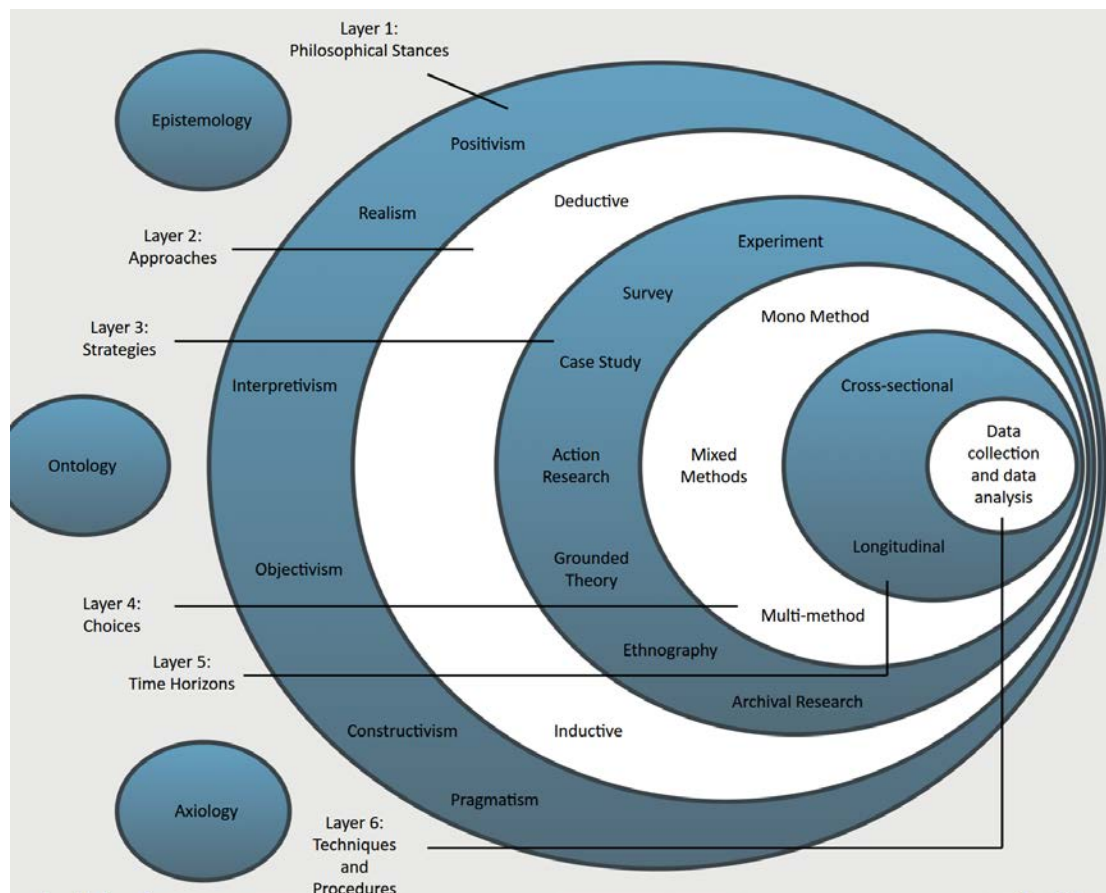 Layer 1:
Philosophical Stances
Epistemology
Positivism
Deductive
Realism
Layer 2:
Approaches
Experiment
Survey
Mono Method
Layer 3:
Strategies
Case Study
Cross-sectional
Interpretivism
Data
collection
and data
analysis
Ontology
Action
Research
Mixed
Methods
Longitudinal
Grounded
Theory
Objectivism
Layer 4:
Choices
Multi-method
Ethnography
Layer 5:
Time Horizons
Archival Research
Constructivism
Inductive
Pragmatism
Axiology
Layer 6:
Techniques
and
Procedures